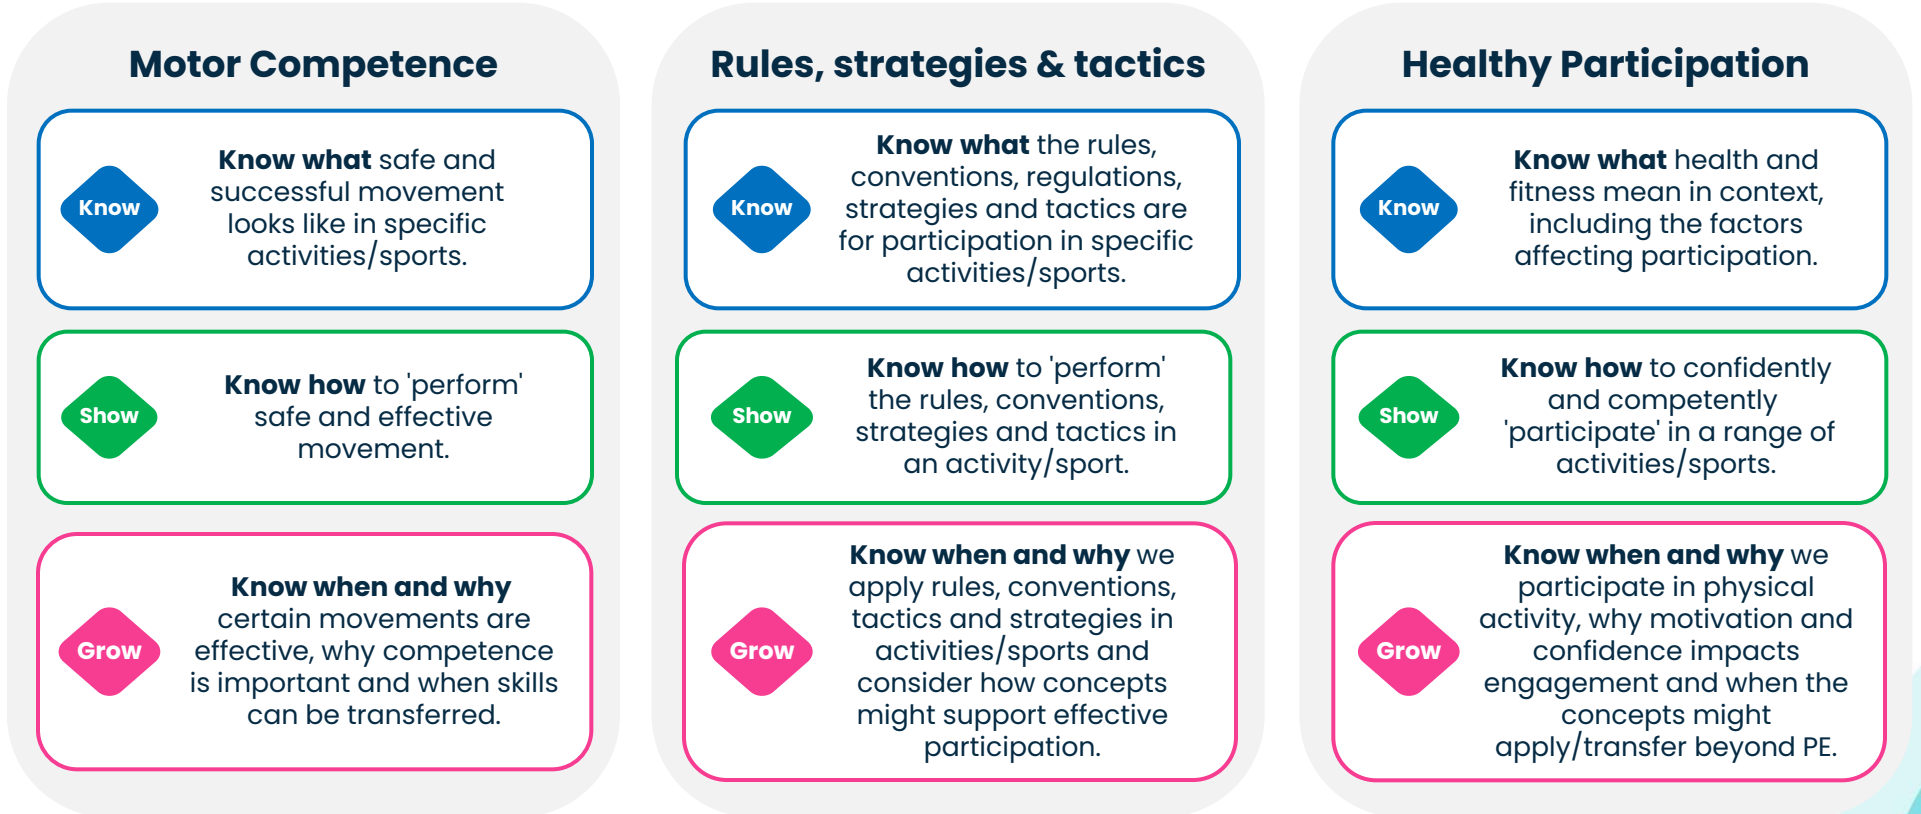 Motor Competence
Know
Know what safe and
successful movement
looks like in specific
activities/sports.
Show
Know how to 'perform'
safe and effective
movement.
Grow
Know when and why
certain movements are
effective, why competence
is important and when skills
can be transferred.
Rules, strategies & tactics
Know
Know what the rules,
conventions, regulations,
strategies and tactics are
for participation in specific
activities/sports.
Show
Know how to 'perform'
the rules, conventions,
strategies and tactics in
an activity/sport.
Grow
Know when and why we
apply rules, conventions,
tactics and strategies in
activities/sports and
consider how concepts
might support effective
participation.
Healthy Participation
Know
Know what health and
fitness mean in context,
including the factors
affecting participation.
Show
Know how to confidently
and competently
'participate' in a range of
activities/sports.
Grow
Know when and why we
participate in physical
activity, why motivation and
confidence impacts
engagement and when the
concepts might
apply/transfer beyond PE.